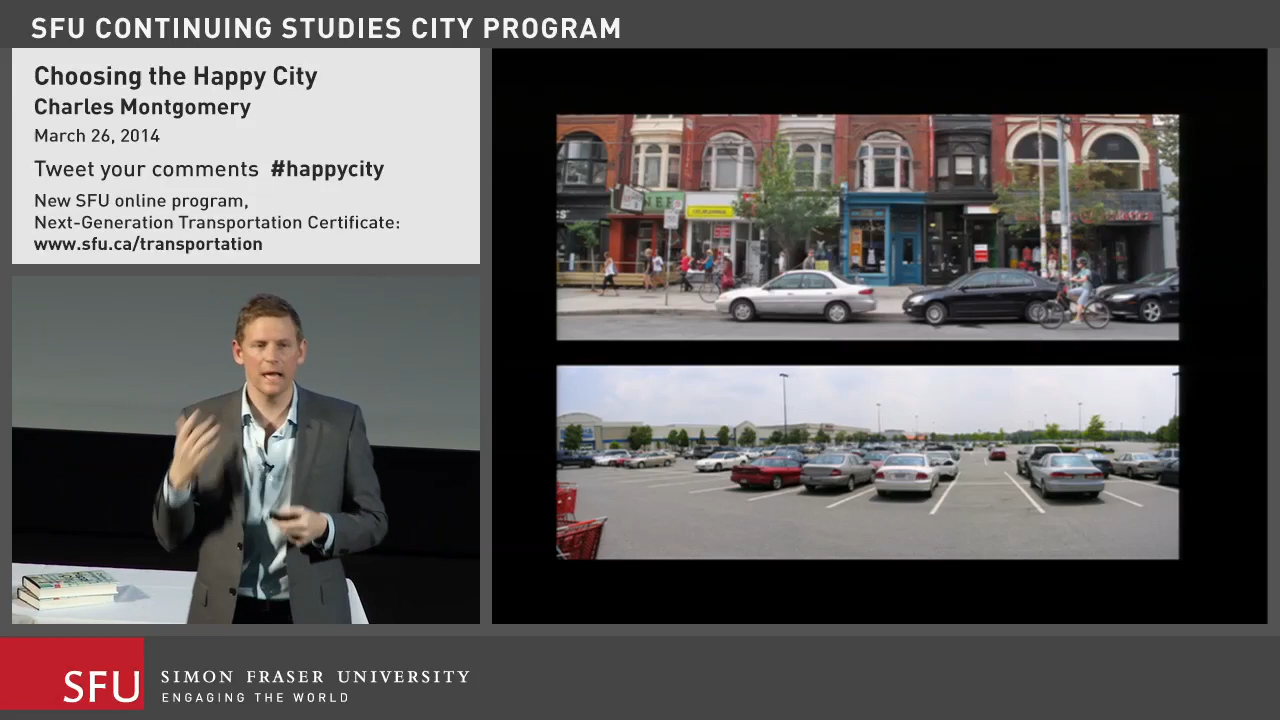 SFU CONTINUING STUDIES CITY PROGRAM
Choosing the Happy City
Charles Montgomery
March 26, 2014
Tweet your comments #happycity
New SFU online program,
Next-Generation Transportation Certificate:
www.sfu.ca/transportation
SFU
SIMON FRASER UNIVERSITY
ENGAGING THE WORLD